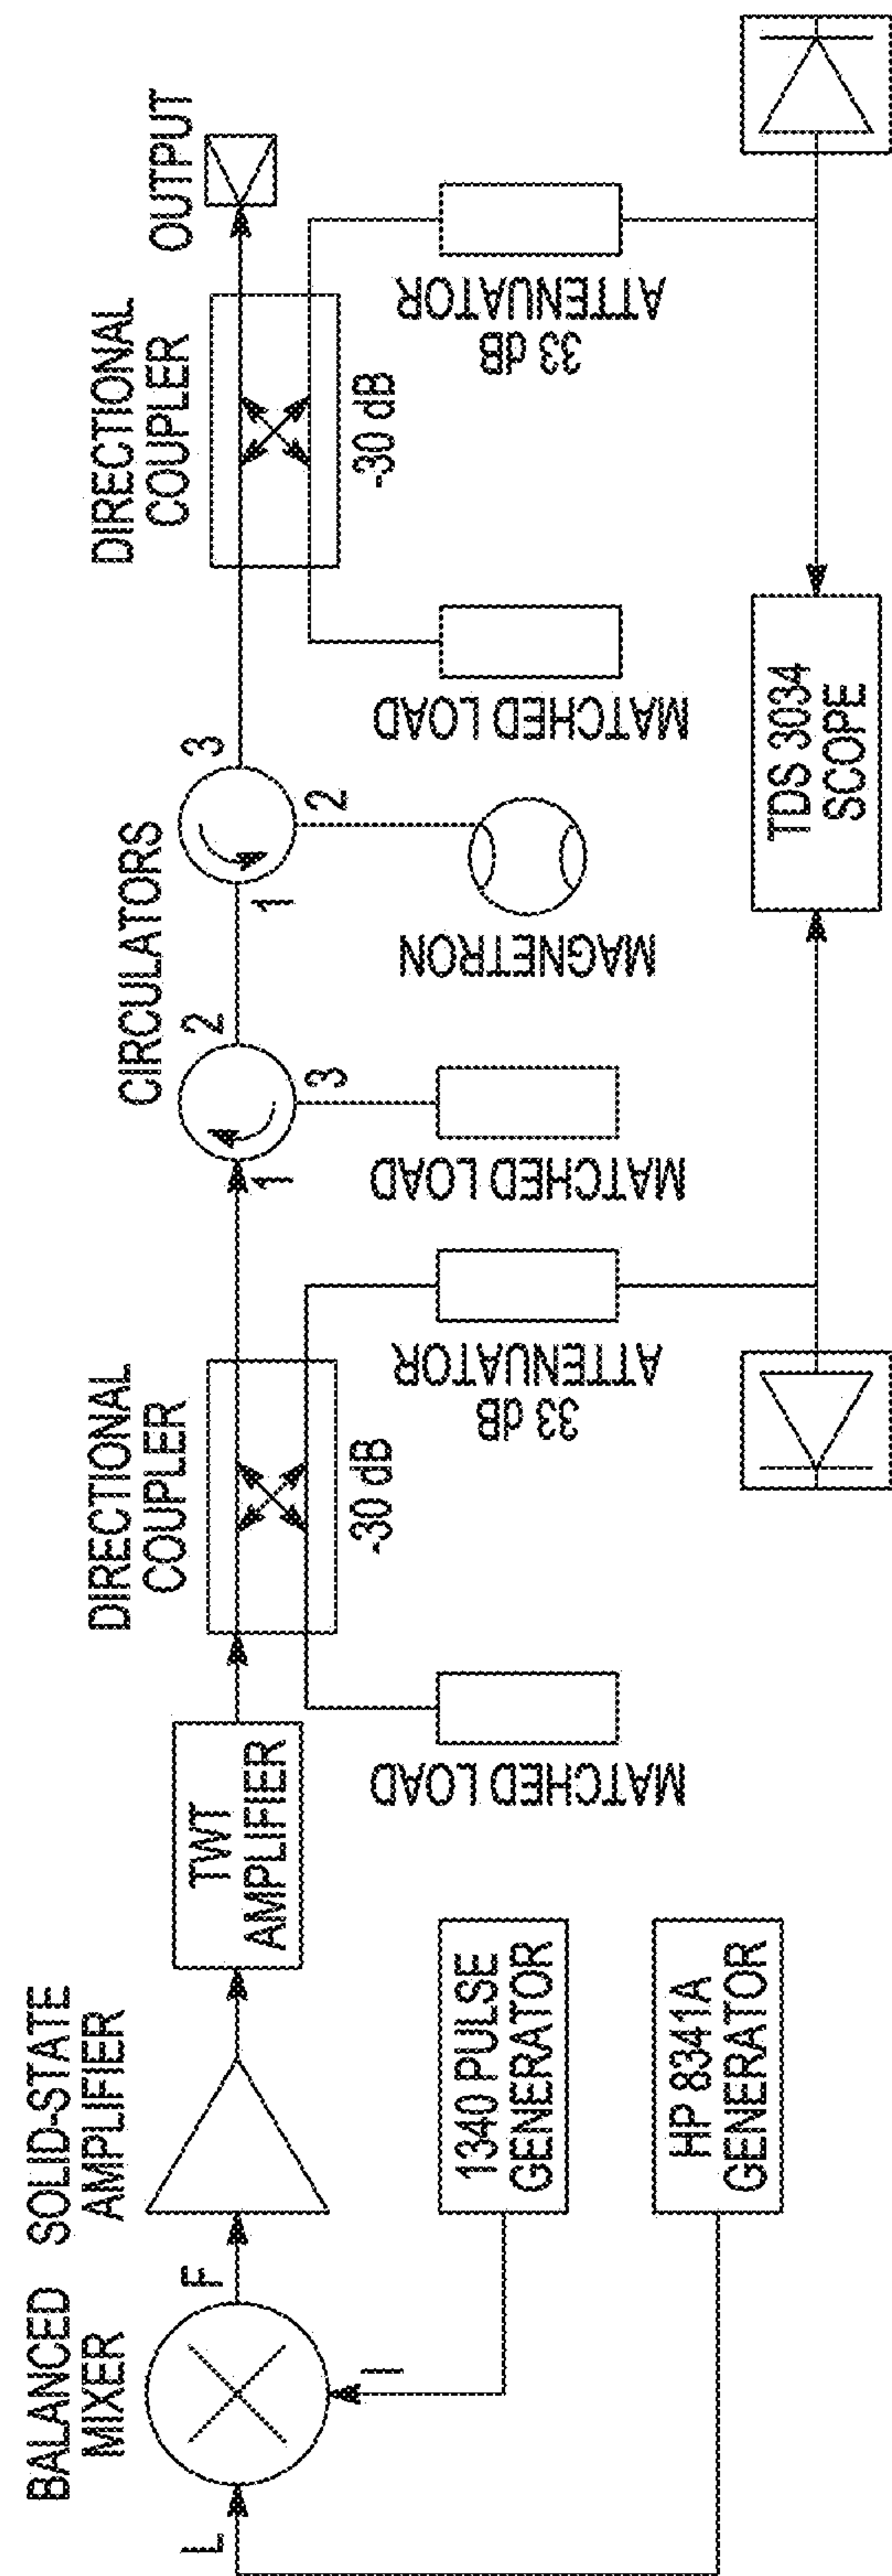 BALANCED
MIXER
L
F
I
SOLID-STATE
AMPLIFIER
TWT
AMPLIFIER
1340 PULSE
GENERATOR
HP 8341A
GENERATOR
DIRECTIONAL
COUPLER
-30 dB
MATCHED LOAD
33 dB
ATTENUATOR
CIRCULATORS
1
2
3
MATCHED LOAD
1
2
3
MAGNETRON
DIRECTIONAL
COUPLER
-30 dB
MATCHED LOAD
33 dB
ATTENUATOR
OUTPUT
TDS 3034
SCOPE